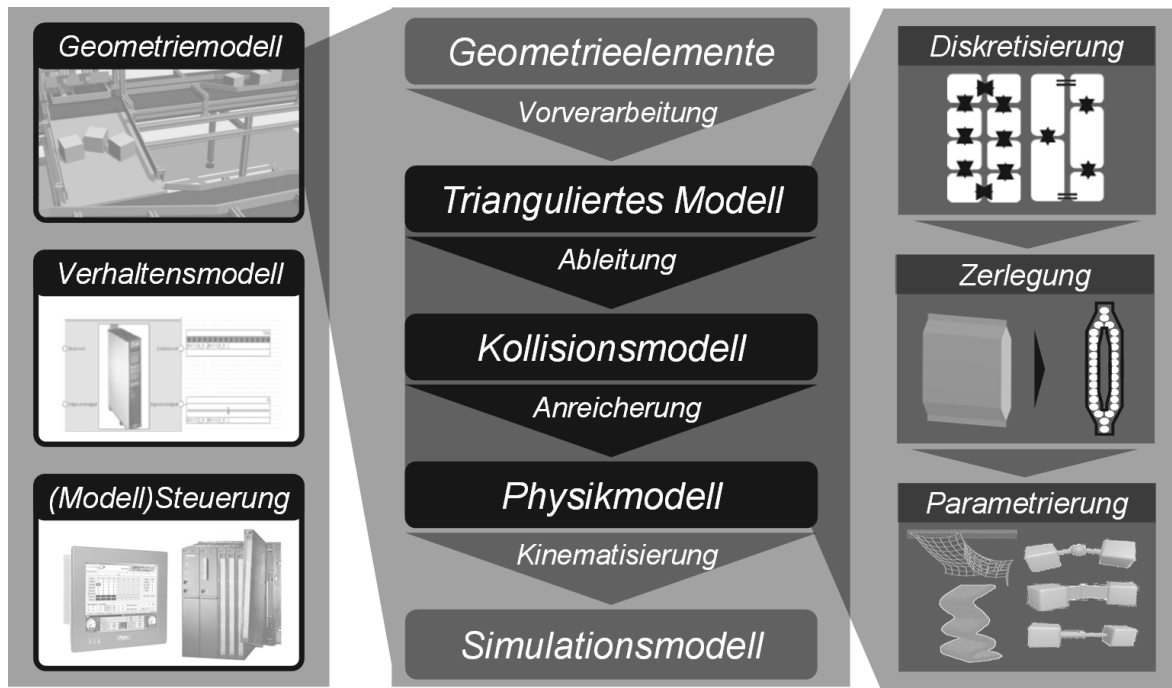 Geometriemodell
Verhaltensmodell
(Modell)Steuerung
Geometrieelemente
Vorverarbeitung
Trianguliertes Modell
Ableitung
Kollisionsmodell
Anreicherung
Physikmodell
Kinematisierung
Simulationsmodell
Diskretisierung
Zerlegung
Parametrierung